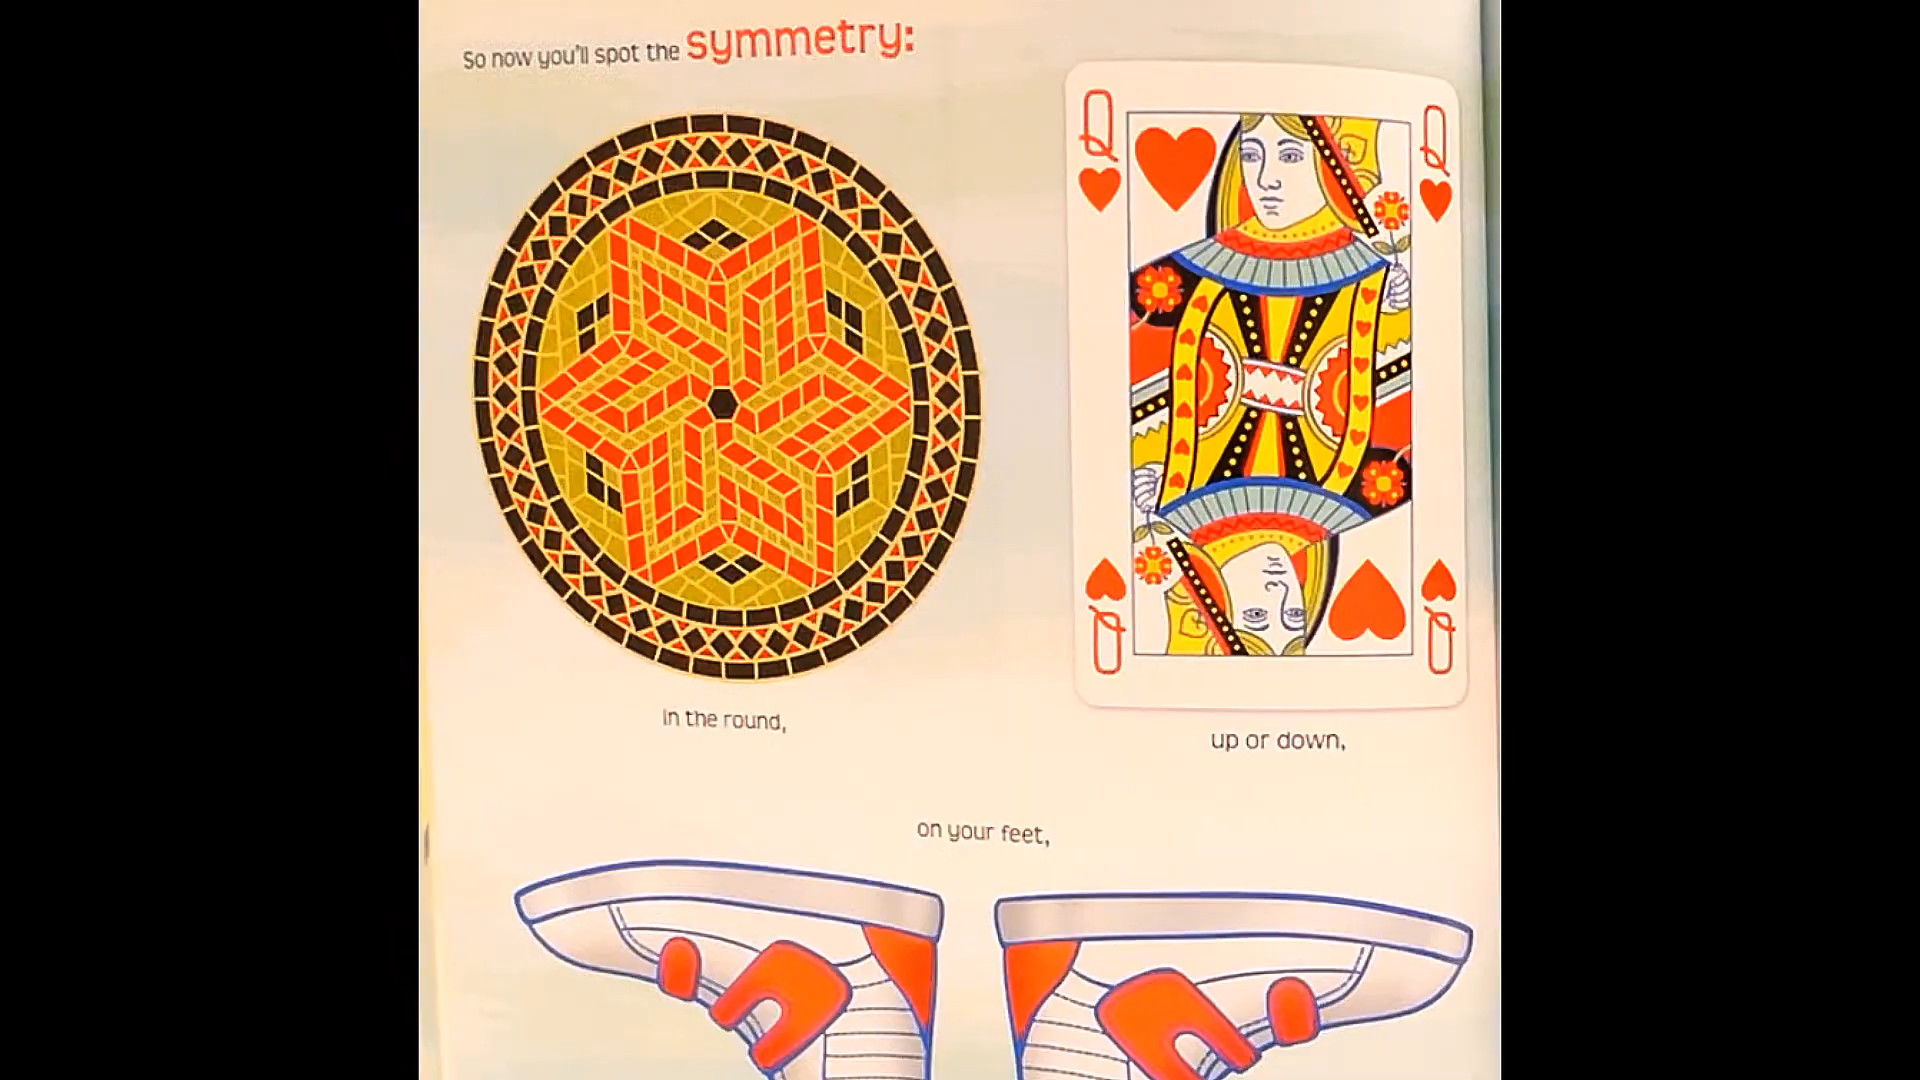 So now you'll spot the symmetry:
Q
Q
Q
Q
in the round,
up or down,
on your feet,